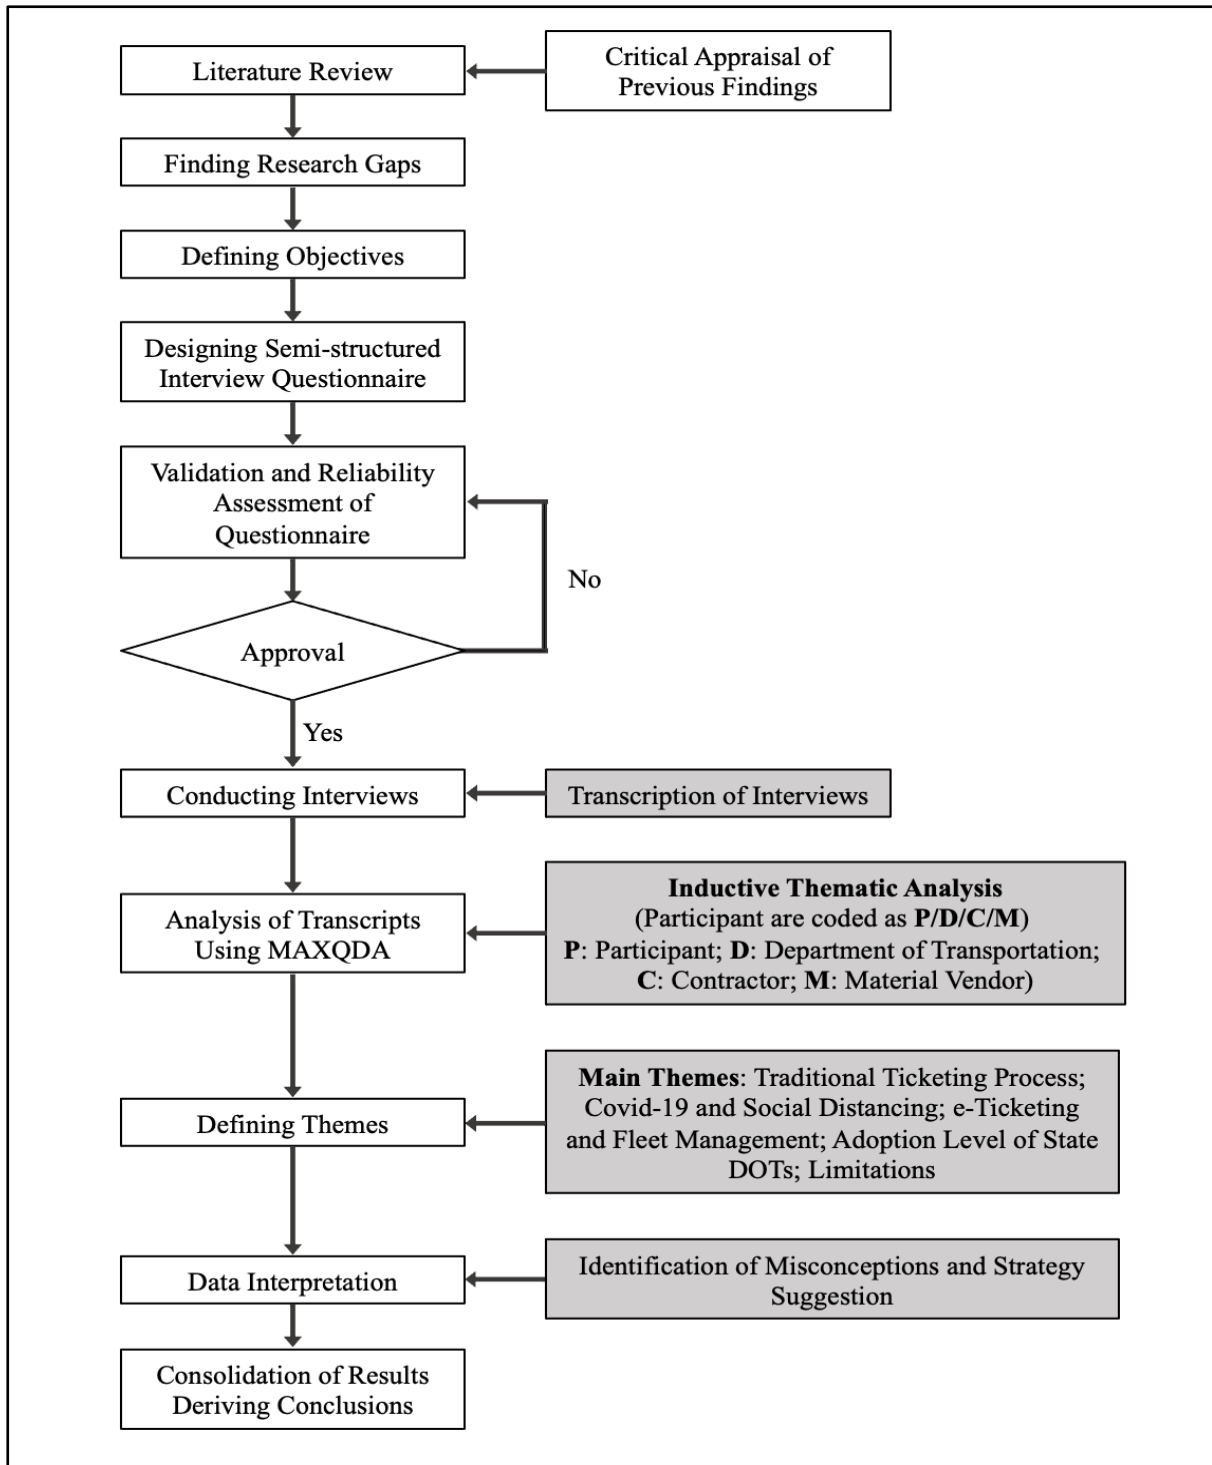 Literature Review
Critical Appraisal of
Previous Findings
Finding Research Gaps
Defining Objectives
Designing Semi-structured
Interview Questionnaire
Validation and Reliability
Assessment of
Questionnaire
No
Approval
Yes
Conducting Interviews
Transcription of Interviews
Analysis of Transcripts
Using MAXQDA
Inductive Thematic Analysis
(Participant are coded as P/D/C/M)
P: Participant; D: Department of Transportation;
C: Contractor; M: Material Vendor)
Defining Themes
Main Themes: Traditional Ticketing Process;
Covid-19 and Social Distancing; e-Ticketing
and Fleet Management; Adoption Level of State
DOTs; Limitations
Data Interpretation
Identification of Misconceptions and Strategy
Suggestion
Consolidation of Results
Deriving Conclusions